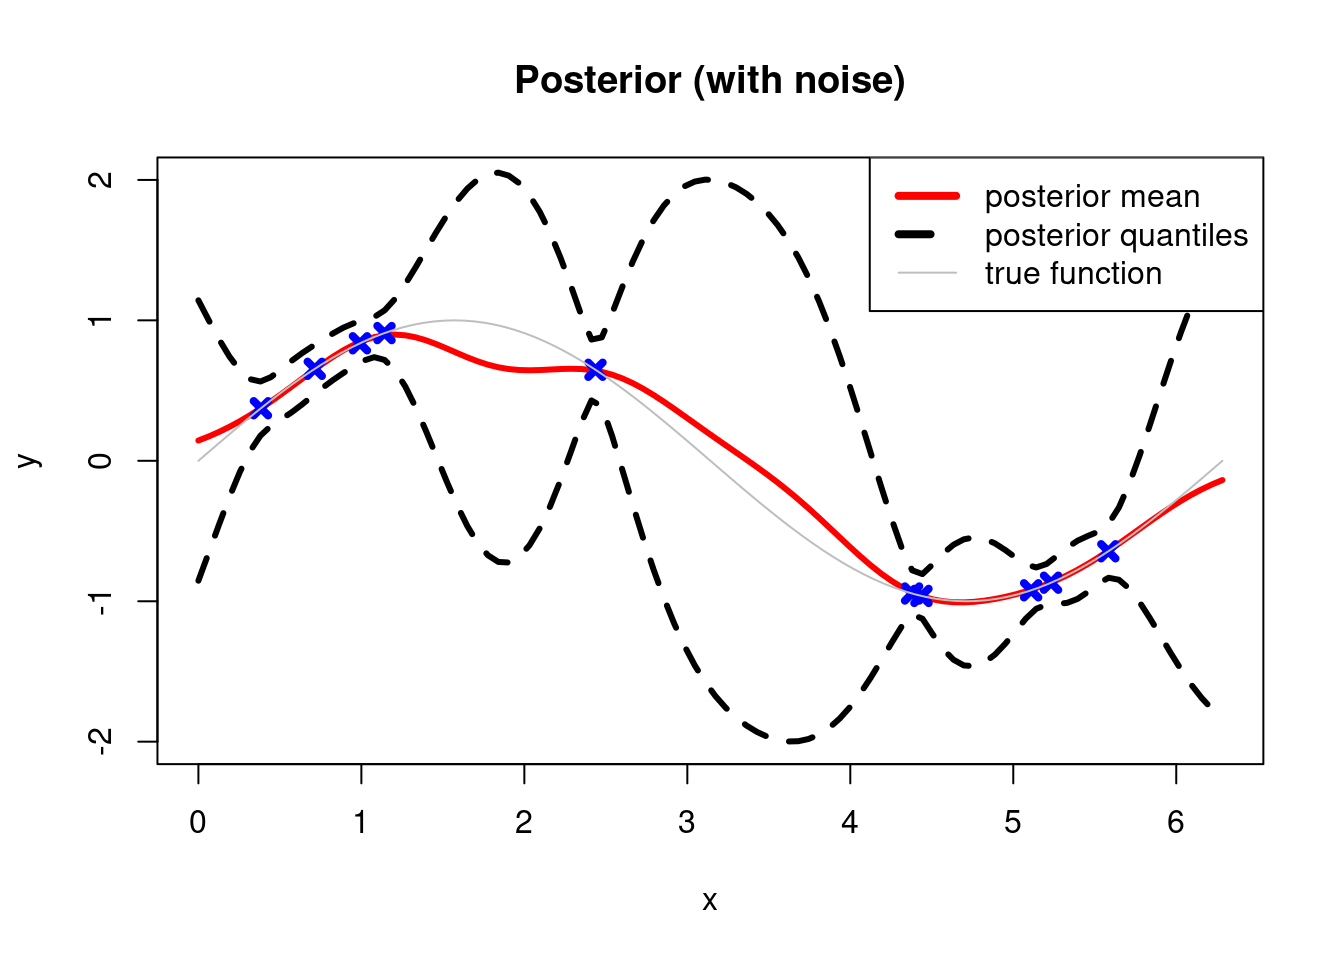 Posterior (with noise)
posterior mean
posterior quantiles
true function
y
2
1
0
-1
-2
0 1 2 3 4 5 6
x